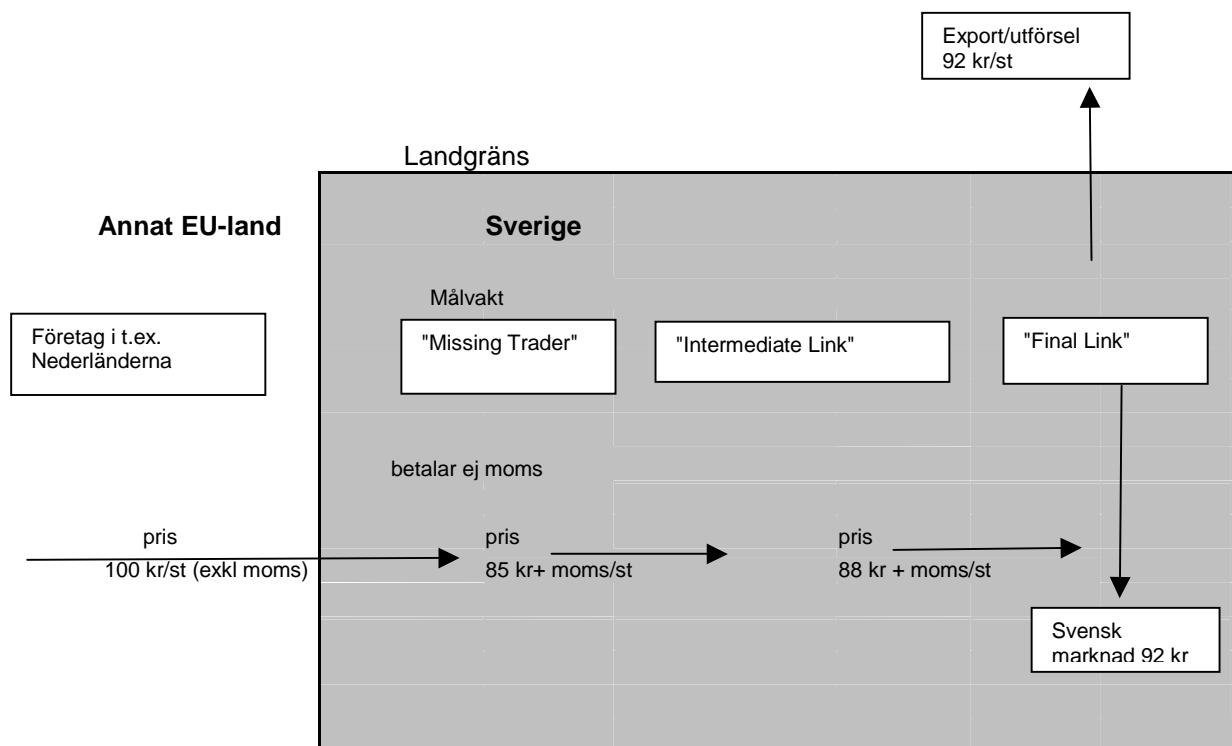 Export/utförsel
92 kr/st
Landgräns
Annat EU-land
Sverige
Målvakt
Företag i t.ex.
Nederländerna
"Missing Trader"
"Intermediate Link"
"Final Link"
betalar ej moms
pris
100 kr/st (exkl moms)
pris
85 kr+ moms/st
pris
88 kr + moms/st
Svensk
marknad 92 kr